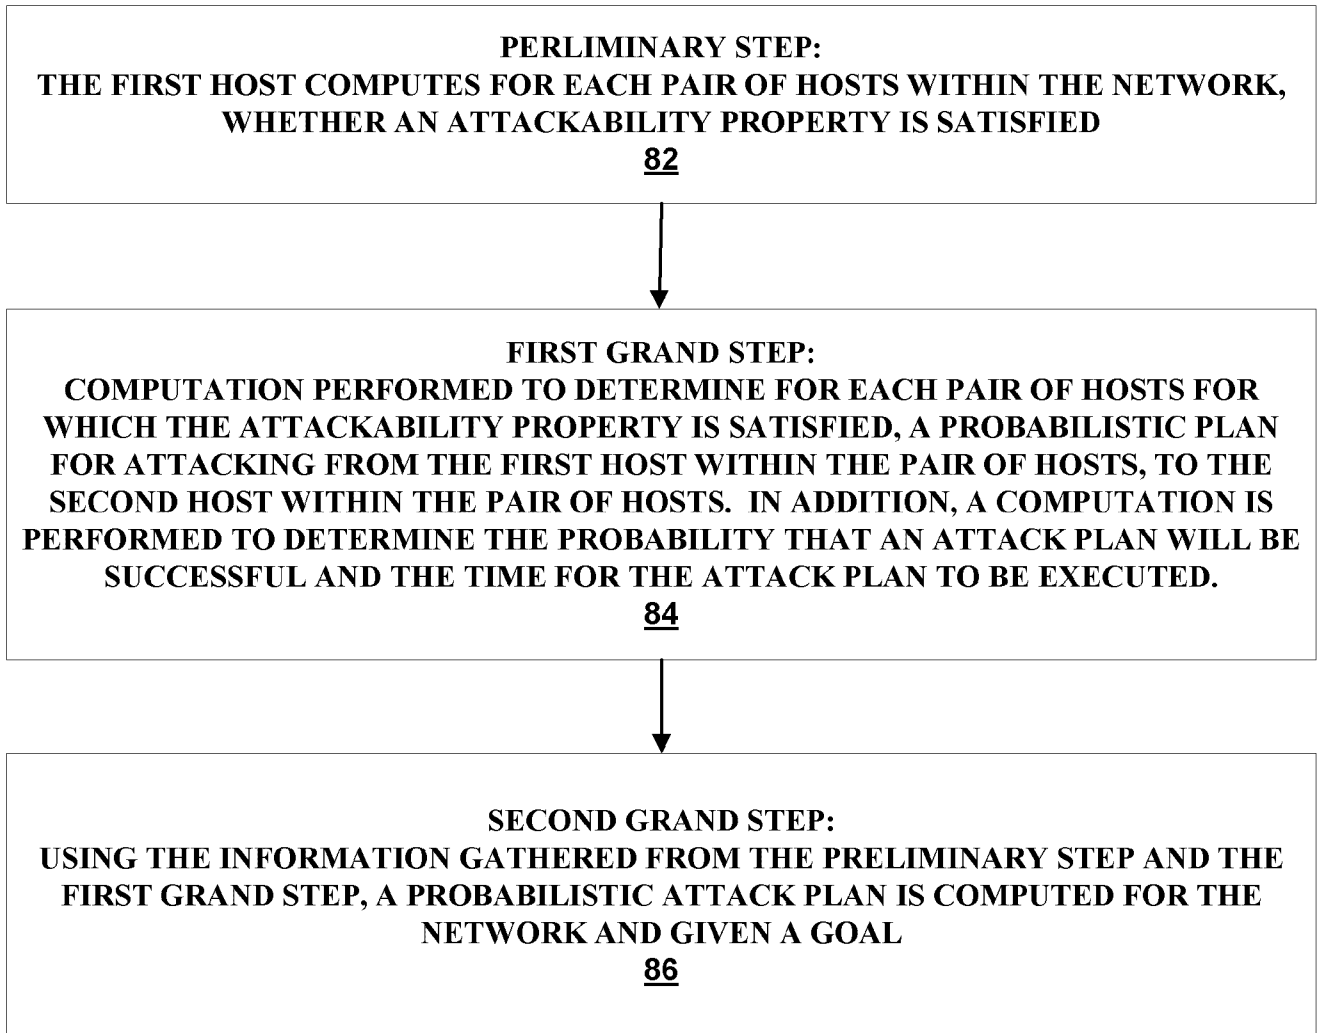 PERLIMINARY STEP:
THE FIRST HOST COMPUTES FOR EACH PAIR OF HOSTS WITHIN THE NETWORK,
WHETHER AN ATTACKABILITY PROPERTY IS SATISFIED
82
FIRST GRAND STEP:
COMPUTATION PERFORMED TO DETERMINE FOR EACH PAIR OF HOSTS FOR
WHICH THE ATTACKABILITY PROPERTY IS SATISFIED, A PROBABILISTIC PLAN
FOR ATTACKING FROM THE FIRST HOST WITHIN THE PAIR OF HOSTS, TO THE
SECOND HOST WITHIN THE PAIR OF HOSTS. IN ADDITION, A COMPUTATION IS
PERFORMED TO DETERMINE THE PROBABILITY THAT AN ATTACK PLAN WILL BE
SUCCESSFUL AND THE TIME FOR THE ATTACK PLAN TO BE EXECUTED.
84
SECOND GRAND STEP:
USING THE INFORMATION GATHERED FROM THE PRELIMINARY STEP AND THE
FIRST GRAND STEP, A PROBABILISTIC ATTACK PLAN IS COMPUTED FOR THE
NETWORK AND GIVEN A GOAL
86